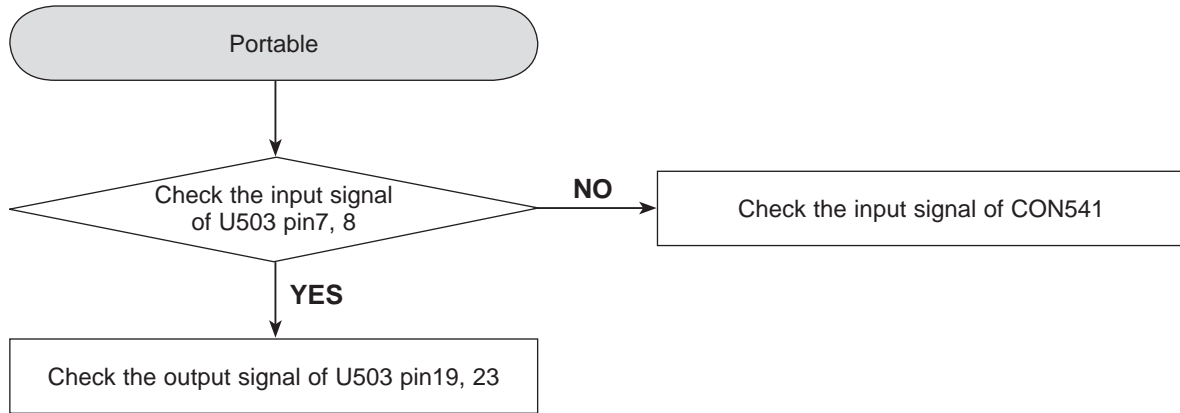 Portable
Check the input signal
of U503 pin7, 8
NO
Check the input signal of CON541
YES
Check the output signal of U503 pin19, 23